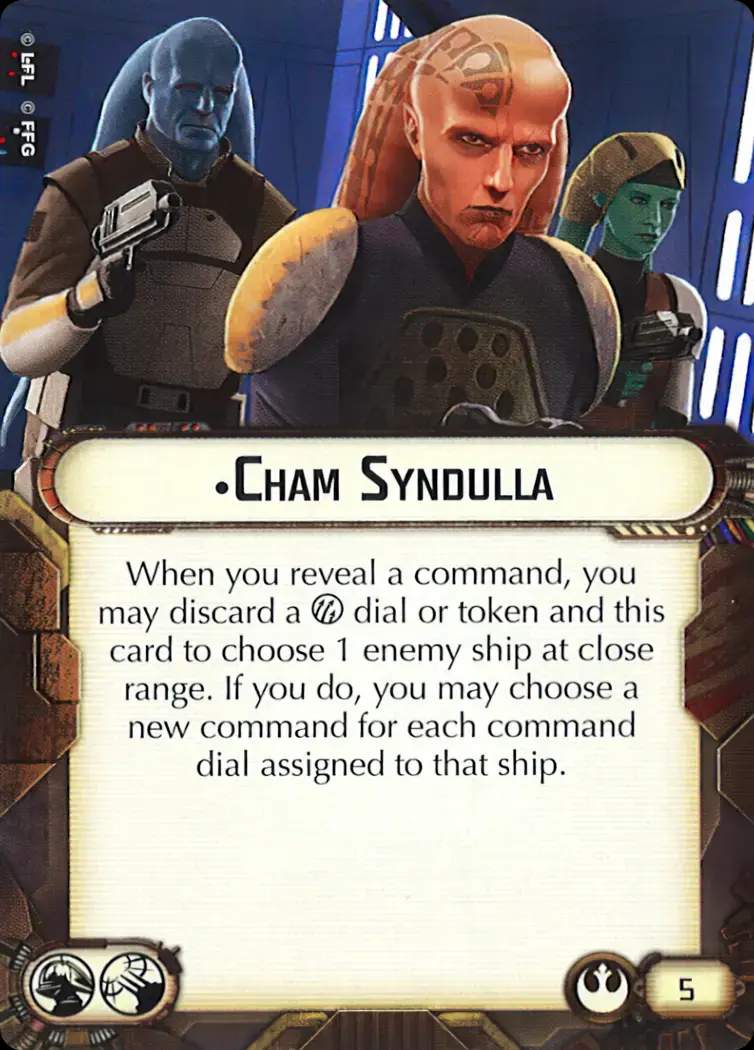 © LFL © FFG
•Cham Syndulla
When you reveal a command, you
may discard a dial or token and this
card to choose 1 enemy ship at close
range. If you do, you may choose a
new command for each command
dial assigned to that ship.
5